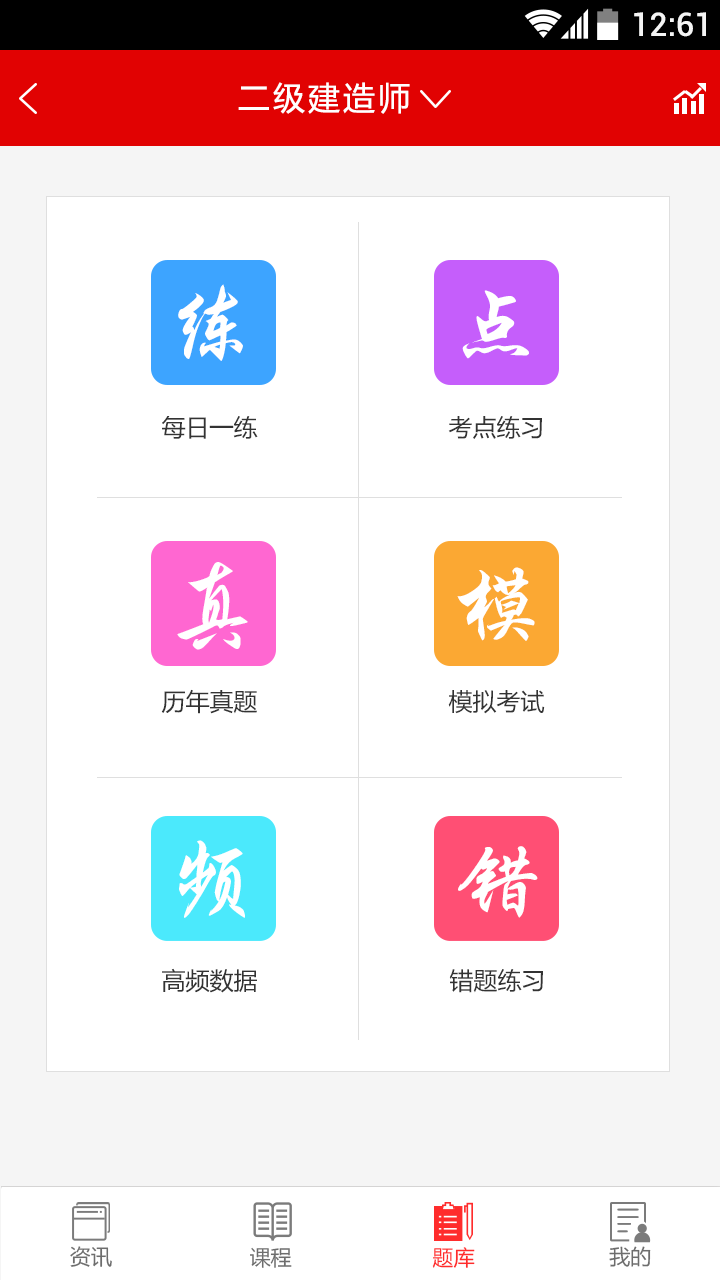 12:61
二级建造师
练 点
每日一练 考点练习
真 模
历年真题 模拟考试
频 错
高频数据 错题练习
资讯 课程 题库 我的